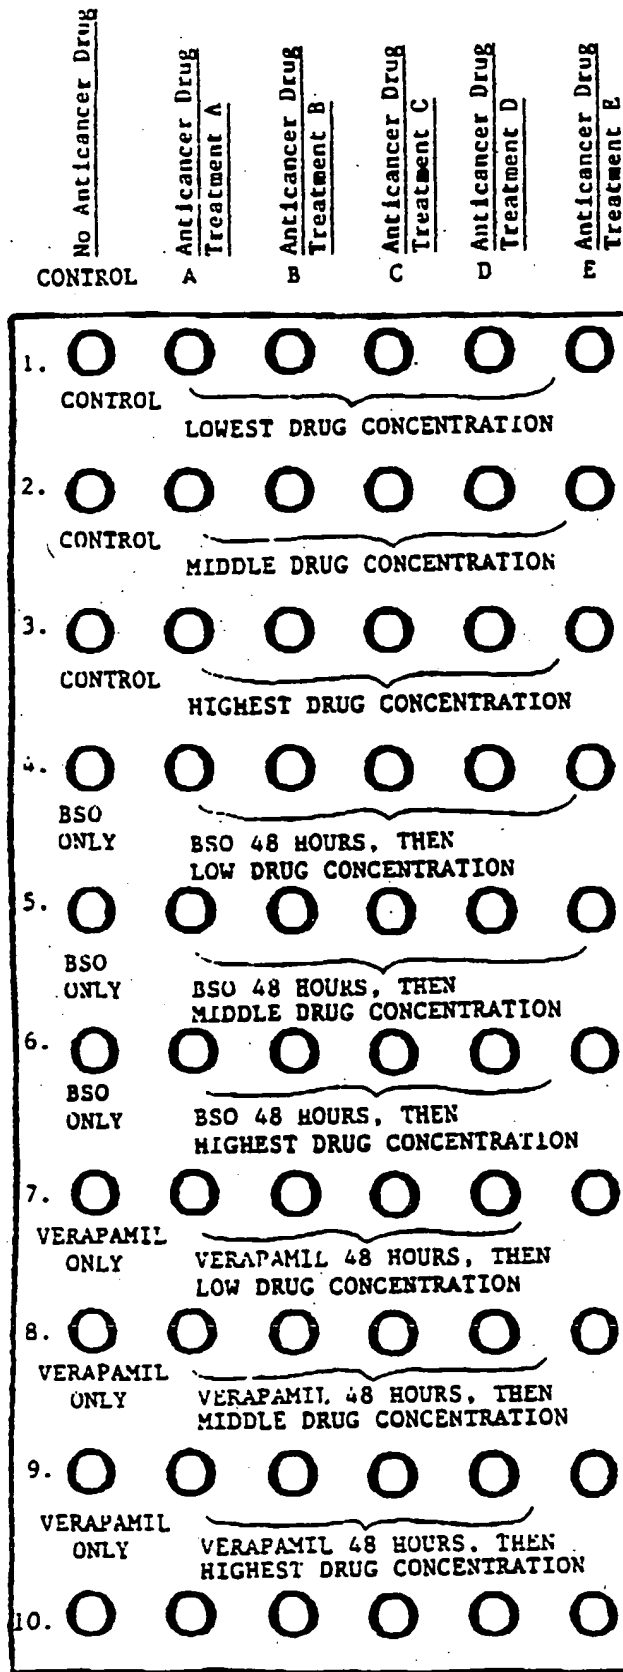 No Anticancer Drug
Anticancer Drug
Treatment A
Anticancer Drug
Treatment B
Anticancer Drug
Treatment C
Anticancer Drug
Treatment D
Anticancer Drug
Treatment E
CONTROL A B C D E
1.
CONTROL
LOWEST DRUG CONCENTRATION
2.
CONTROL
MIDDLE DRUG CONCENTRATION
3.
CONTROL
HIGHEST DRUG CONCENTRATION
4.
BSO
ONLY
BSO 48 HOURS, THEN
LOW DRUG CONCENTRATION
5.
BSO
ONLY
BSO 48 HOURS, THEN
MIDDLE DRUG CONCENTRATION
6.
BSO
ONLY
BSO 48 HOURS, THEN
HIGHEST DRUG CONCENTRATION
7.
VERAPAMIL
ONLY
VERAPAMIL 48 HOURS, THEN
LOW DRUG CONCENTRATION
8.
VERAPAMIL
ONLY
VERAPAMIL 48 HOURS, THEN
MIDDLE DRUG CONCENTRATION
9.
VERAPAMIL
ONLY
VERAPAMIL 48 HOURS. THEN
HIGHEST DRUG CONCENTRATION
10.